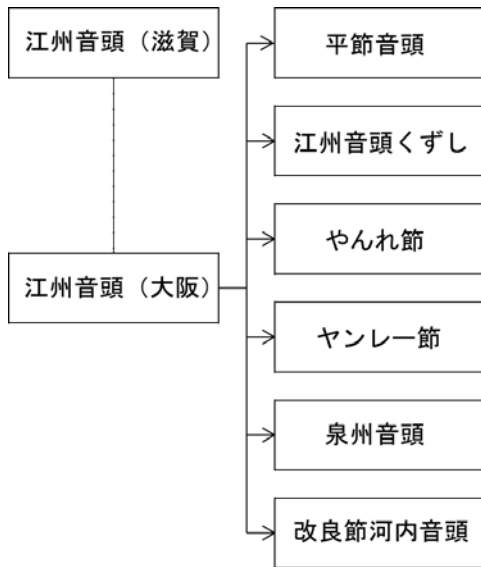 江州音頭（滋賀）
平節音頭
江州音頭くずし
やんれ節
江州音頭（大阪）
ヤンレー節
泉州音頭
改良節河内音頭